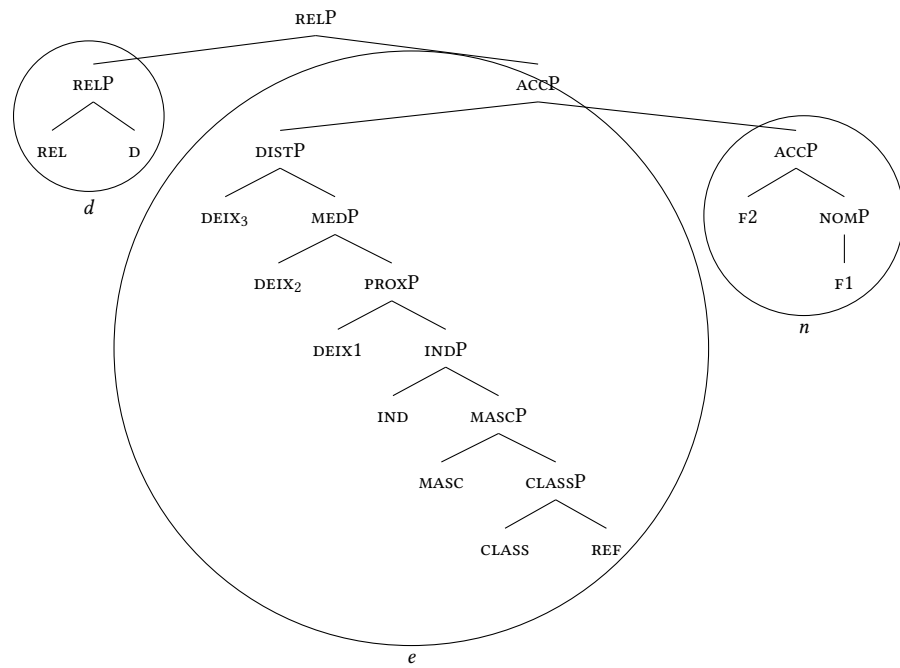 RELP
RELP ACCP
REL D DISTP ACCP
d DEIX3 MEDP F2 NOMP
DEIX2 PROXP F1
DEIX1 INDP n
IND MASCP
MASC CLASSP
CLASS REF
e